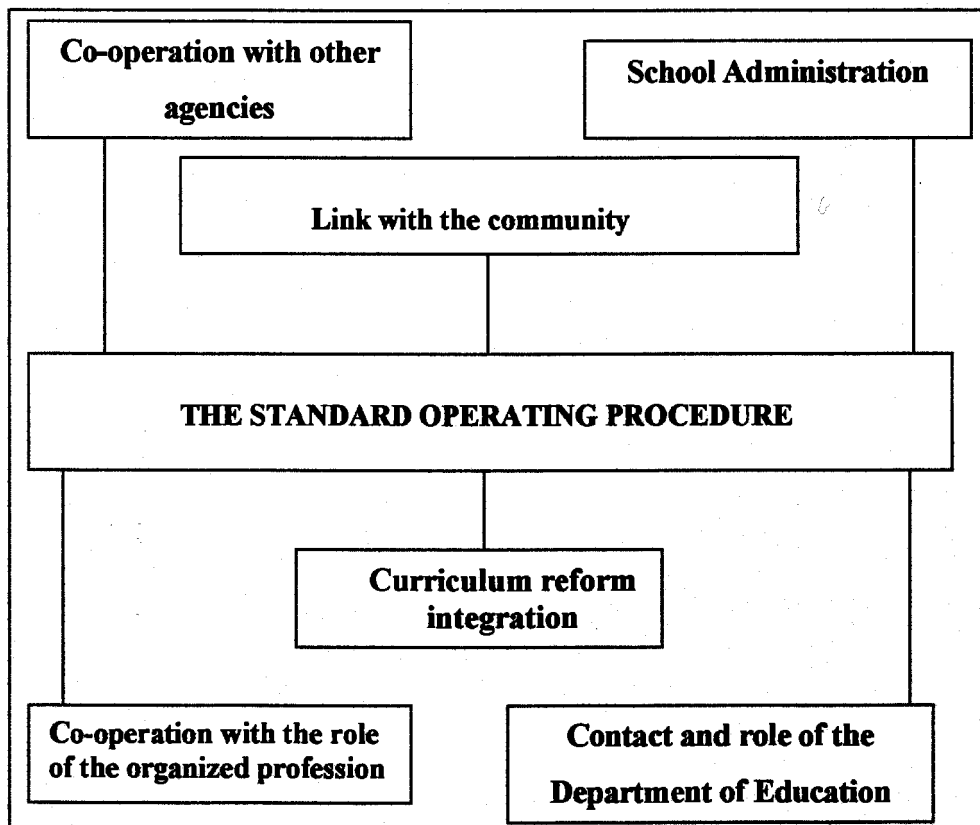 Co-operation with other
agencies
School Administration
Link with the community
THE STANDARD OPERATING PROCEDURE
Curriculum reform
integration
Co-operation with the role
of the organized profession
Contact and role of the
Department of Education